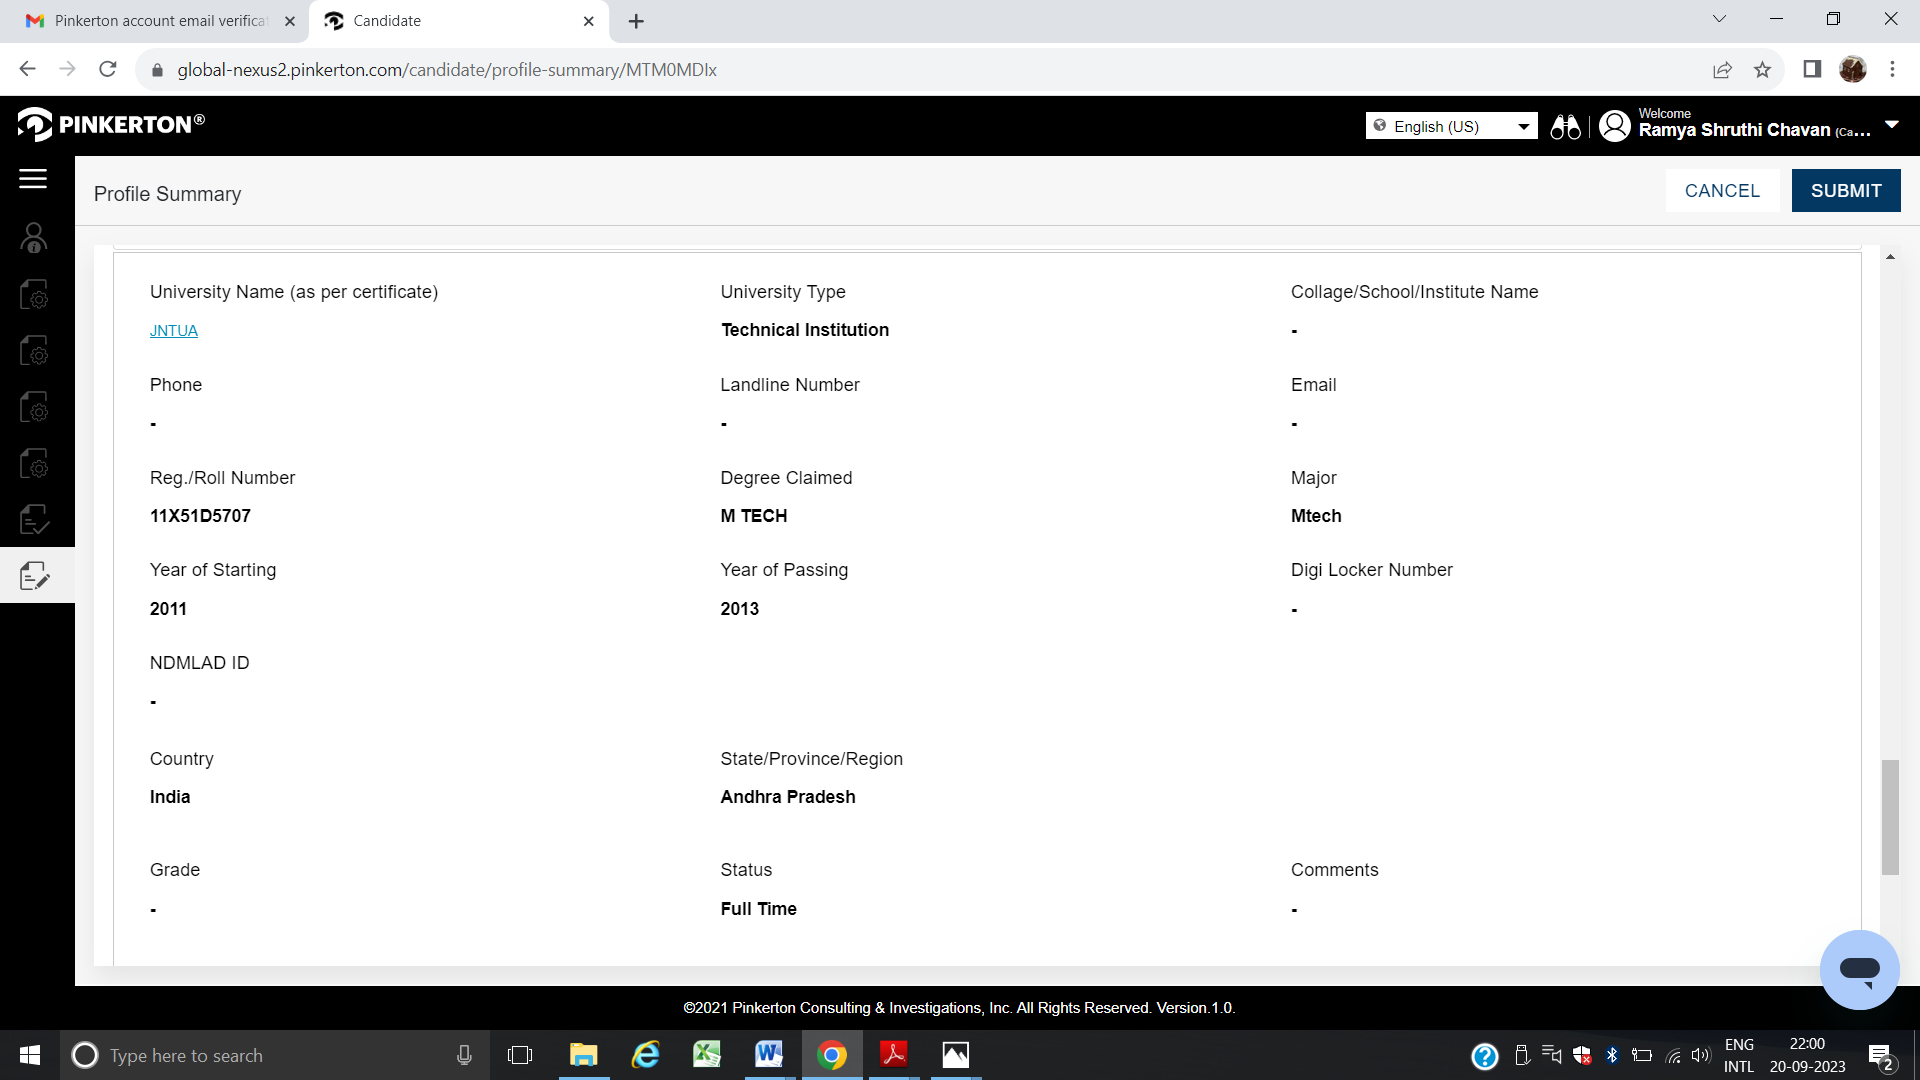 Pinkerton account email verificat
Candidate
global-nexus2.pinkerton.com/candidate/profile-summary/MTM0MDIx
PINKERTON®
English (US)
Welcome
Ramya Shruthi Chavan (Ca...
Profile Summary
CANCEL
SUBMIT
University Name (as per certificate)
University Type
Collage/School/Institute Name
JNTUA
Technical Institution
-
Phone
Landline Number
Email
-
-
-
Reg./Roll Number
Degree Claimed
Major
11X51D5707
M TECH
Mtech
Year of Starting
Year of Passing
Digi Locker Number
2011
2013
-
NDMLAD ID
-
Country
State/Province/Region
India
Andhra Pradesh
Grade
Status
Comments
-
Full Time
-
©2021 Pinkerton Consulting & Investigations, Inc. All Rights Reserved. Version.1.0.
Type here to search
ENG
INTL
22:00
20-09-2023
2